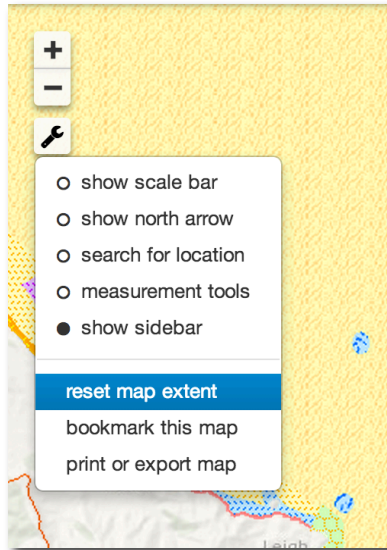 show scale bar
show north arrow
search for location
measurement tools
show sidebar
reset map extent
bookmark this map
print or export map
Leigh